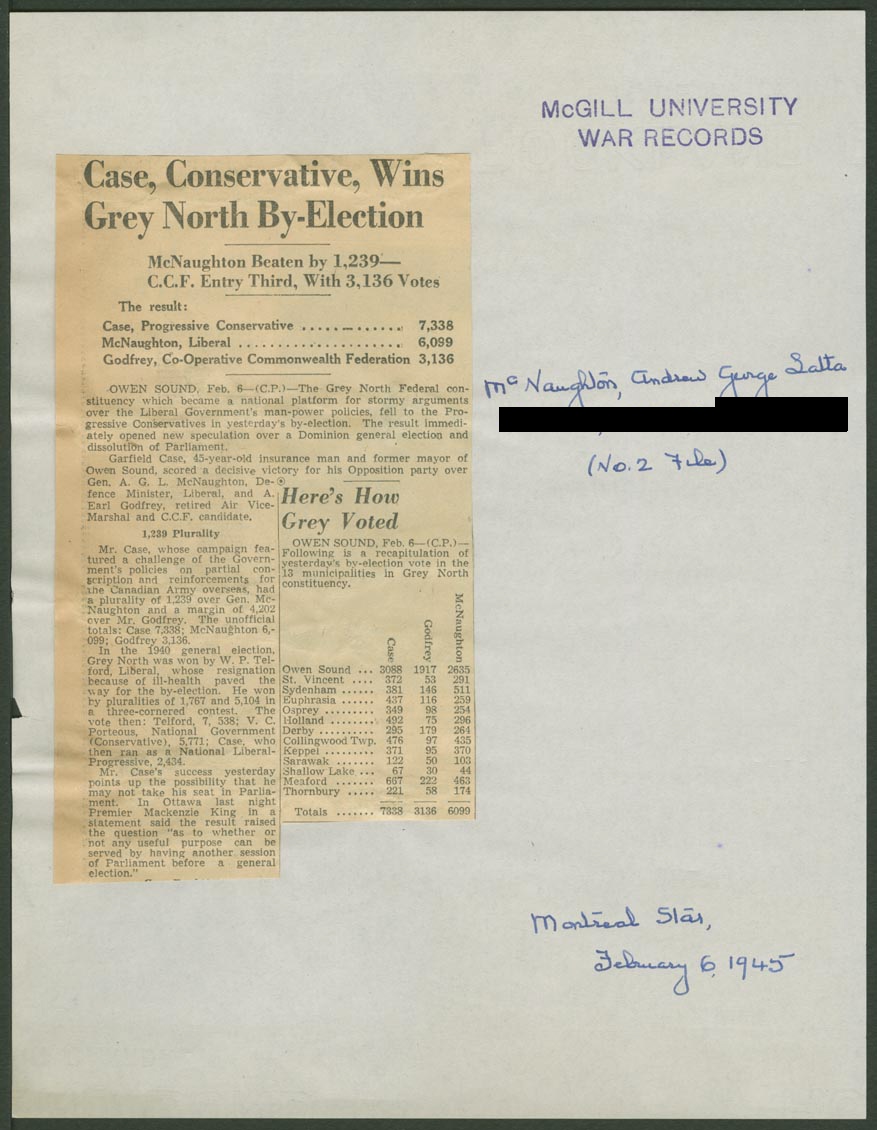 McGILL UNIVERSITY
WAR RECORDS
Case, Conservative, Wins
Grey North By-Election
McNaughton Beaten by 1,239—
C.C.F. Entry Third, With 3,136 Votes
The result:
Case, Progressive Conservative .............. 7,338
McNaughton, Liberal ...................... 6,099
Godfrey, Co-Operative Commonwealth Federation 3,136
OWEN SOUND, Feb. 6—(C.P.)—The Grey North Federal con-
stituency which became a national platform for stormy arguments
over the Liberal Government's man-power policies, fell to the Pro-
gressive Conservatives in yesterday's by-election. The result immedi-
ately opened new speculation over a Dominion general election and
dissolution of Parliament.
Garfield Case, 45-year-old insurance man and former mayor of
Owen Sound, scored a decisive victory for his Opposition party over
Gen. A. G. L. McNaughton, De-
fence Minister, Liberal, and A.
Earl Godfrey, retired Air Vice-
Marshal and C.C.F. candidate.
1,239 Plurality
Mr. Case, whose campaign fea-
tured a challenge of the Govern-
ment's policies on partial con-
scription and reinforcements for
the Canadian Army overseas, had
a plurality of 1,239 over Gen. Mc-
Naughton and a margin of 4,202
over Mr. Godfrey. The unofficial
totals: Case 7,338; McNaughton 6,-
099; Godfrey 3,136.
In the 1940 general election,
Grey North was won by W. P. Tel-
ford, Liberal, whose resignation
because of ill-health paved the
way for the by-election. He won
by pluralities of 1,767 and 5,104 in
a three-cornered contest. The
vote then: Telford, 7, 538; V. C.
Porteous, National Government
(Conservative), 5,771; Case, who
then ran as a National Liberal-
Progressive, 2,434.
Mr. Case's success yesterday
points up the possibility that he
may not take his seat in Parlia-
ment. In Ottawa last night
Premier Mackenzie King in a
statement said the result raised
the question "as to whether or
not any useful purpose can be
served by having another session
of Parliament before a general
election."
Here's How
Grey Voted
OWEN SOUND, Feb. 6—(C.P.)—
Following is a recapitulation of
yesterday's by-election vote in the
13 municipalities in Grey North
constituency.
Case Godfrey McNaughton
Owen Sound ... 3088 1917 2635
St. Vincent .... 372 53 291
Sydenham ...... 381 146 511
Euphrasia ...... 437 116 259
Osprey ......... 349 98 254
Holland ........ 492 75 296
Derby .......... 295 179 264
Collingwood Twp. 476 97 435
Keppel ......... 371 95 370
Sarawak ....... 122 50 103
Shallow Lake ... 67 30 44
Meaford ....... 667 222 463
Thornbury ..... 221 58 174
Totals ....... 7338 3136 6099
McNaughton, Andrew George Latta
(No. 2 File)
Montreal Star,
February 6, 1945